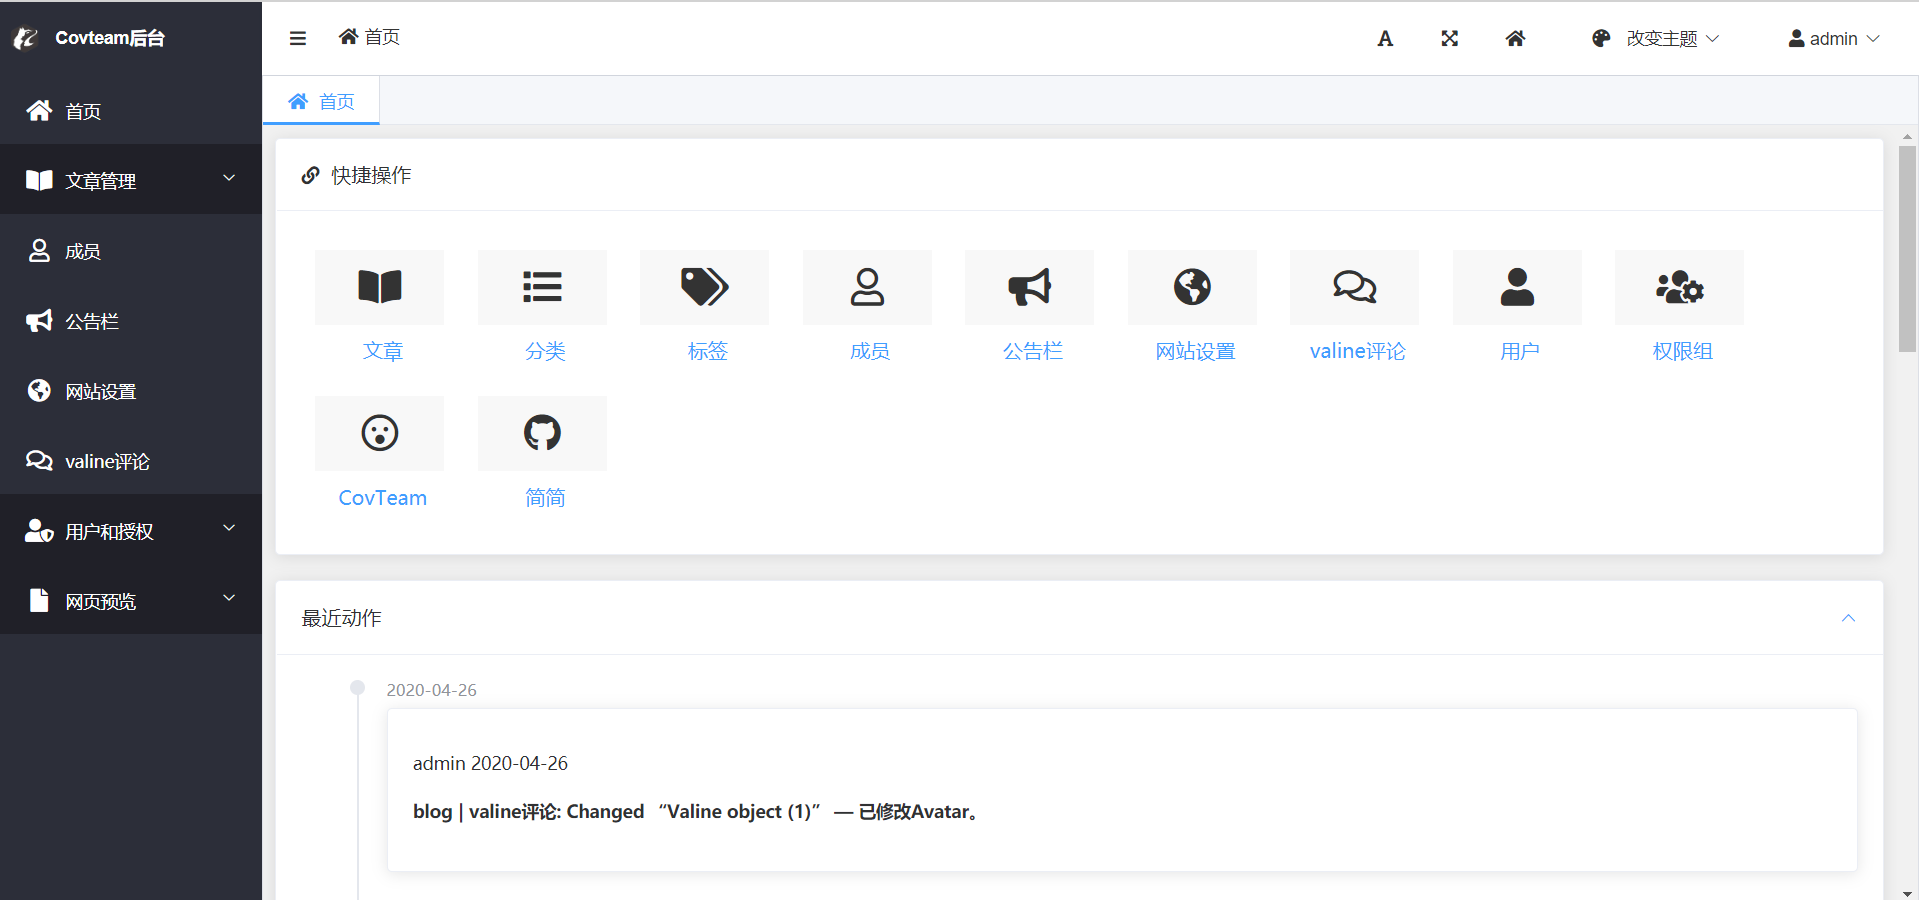 Covteam后台
首页
文章管理
成员
公告栏
网站设置
valine评论
用户和授权
网页预览
首页
改变主题
admin
首页
快捷操作
文章 分类 标签 成员 公告栏 网站设置 valine评论 用户 权限组
CovTeam 简简
最近动作
2020-04-26
admin 2020-04-26
blog | valine评论: Changed “Valine object (1)” — 已修改Avatar。